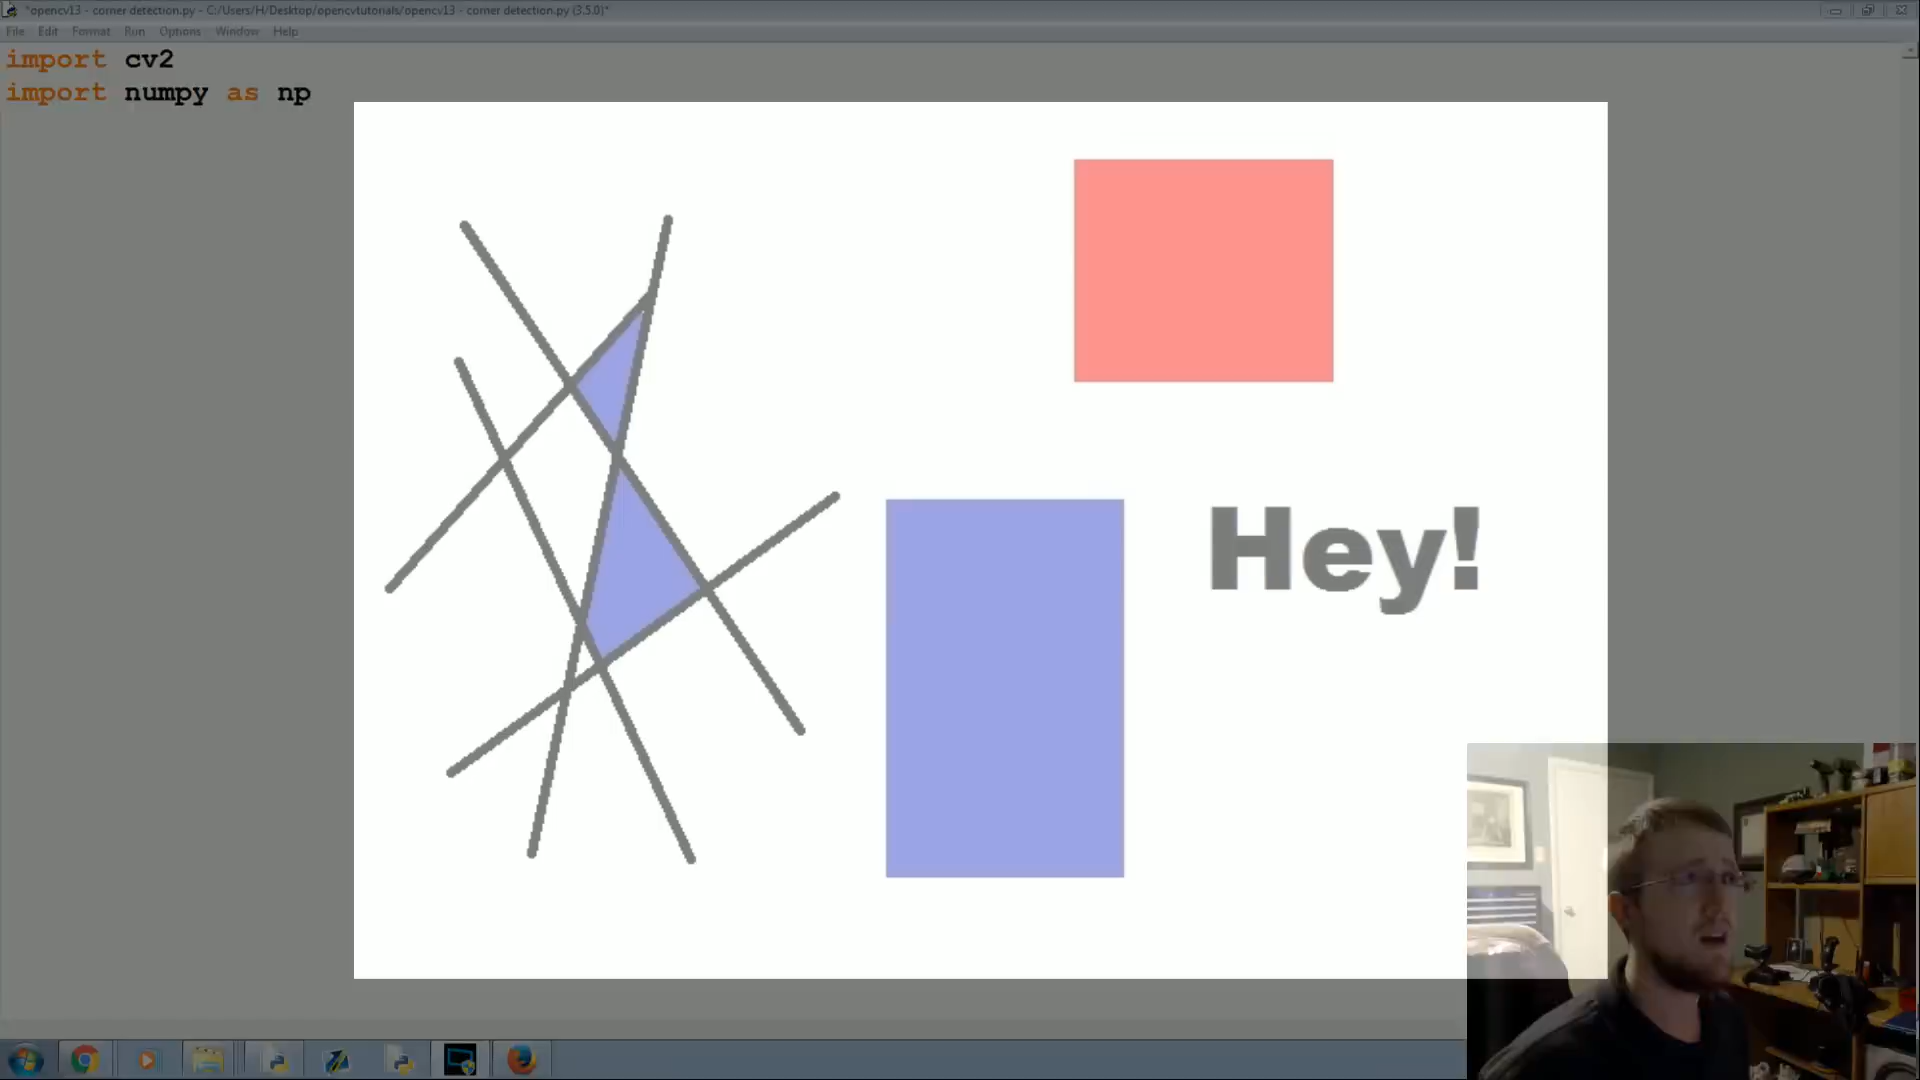 *opencv13 - corner detection.py - C:/Users/H/Desktop/opencvtutorials/opencv13 - corner detection.py (3.5.0)*
File Edit Format Run Options Window Help
import cv2
import numpy as np
Hey!